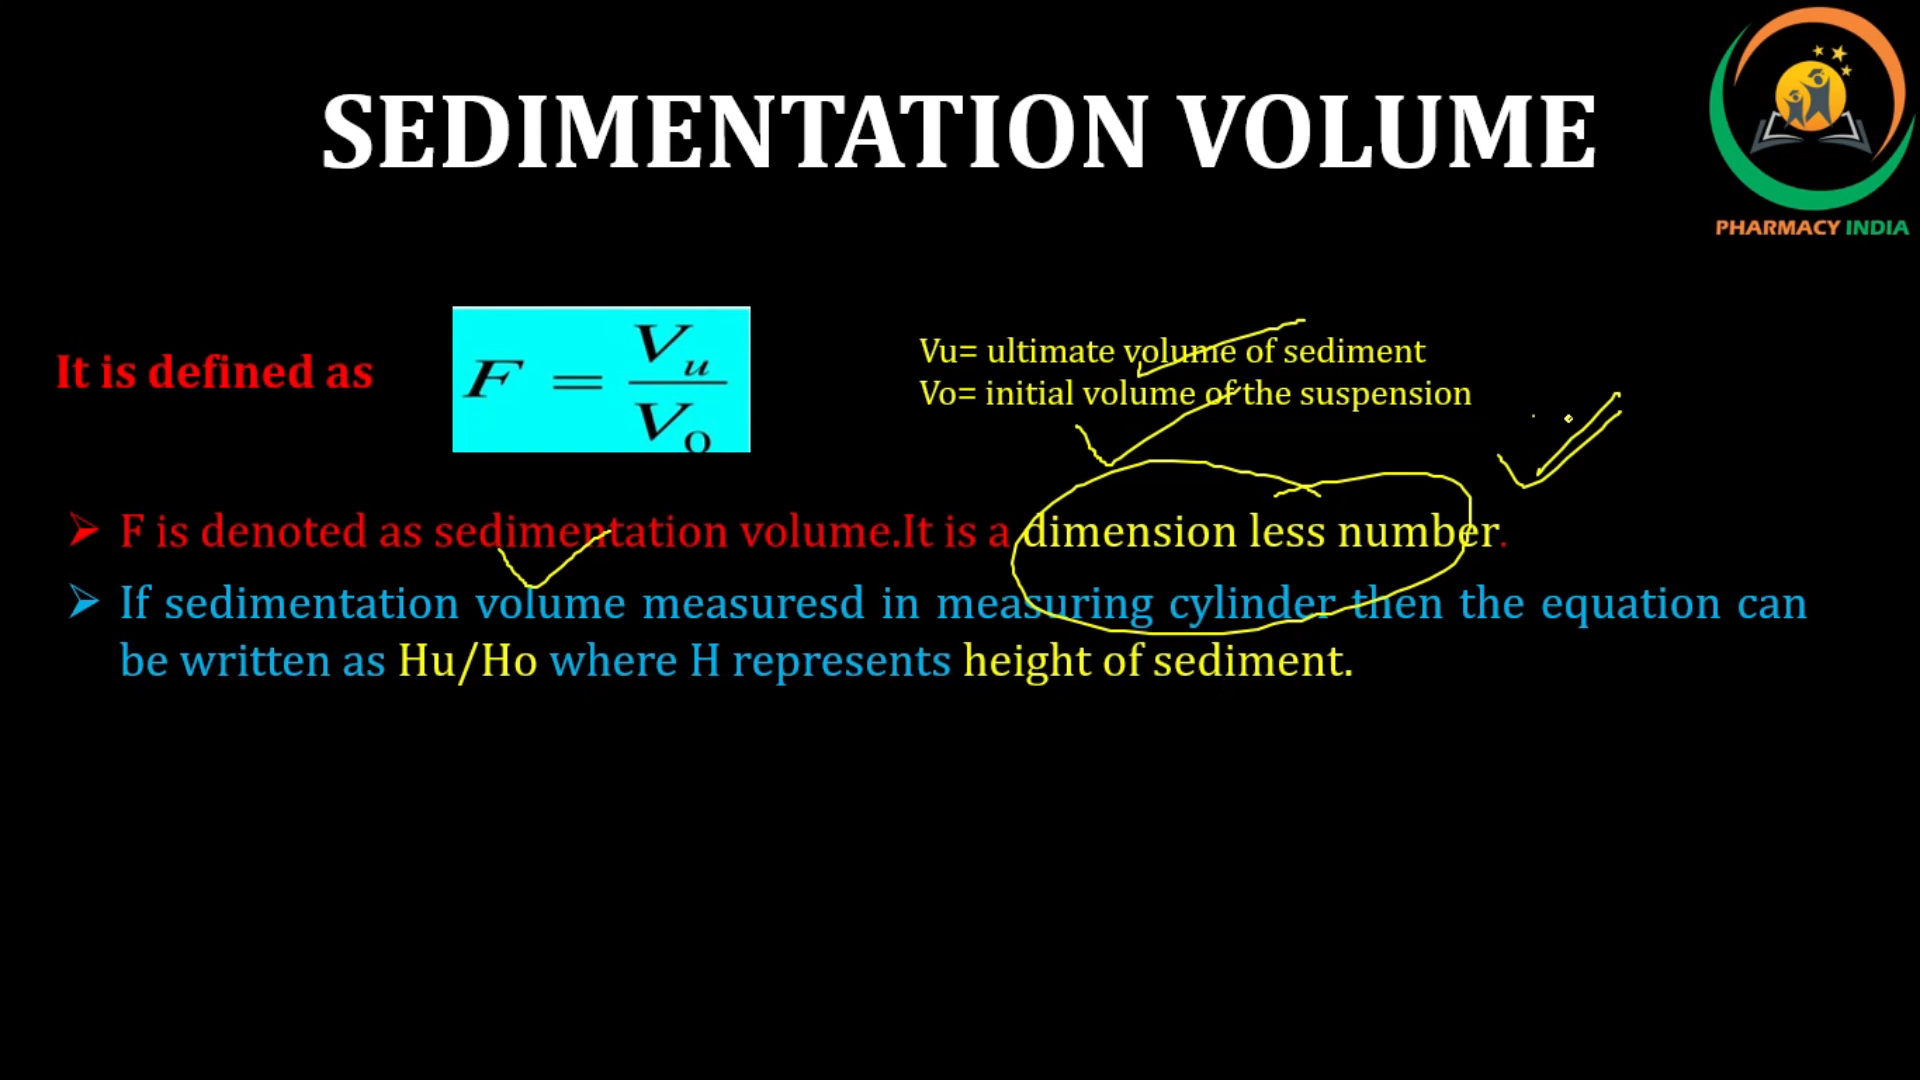 SEDIMENTATION VOLUME
PHARMACY INDIA
It is defined as
F = Vu / Vo
Vu= ultimate volume of sediment
Vo= initial volume of the suspension
➢ F is denoted as sedimentation volume.It is a dimension less number.
➢ If sedimentation volume measuresd in measuring cylinder then the equation can
be written as Hu/Ho where H represents height of sediment.